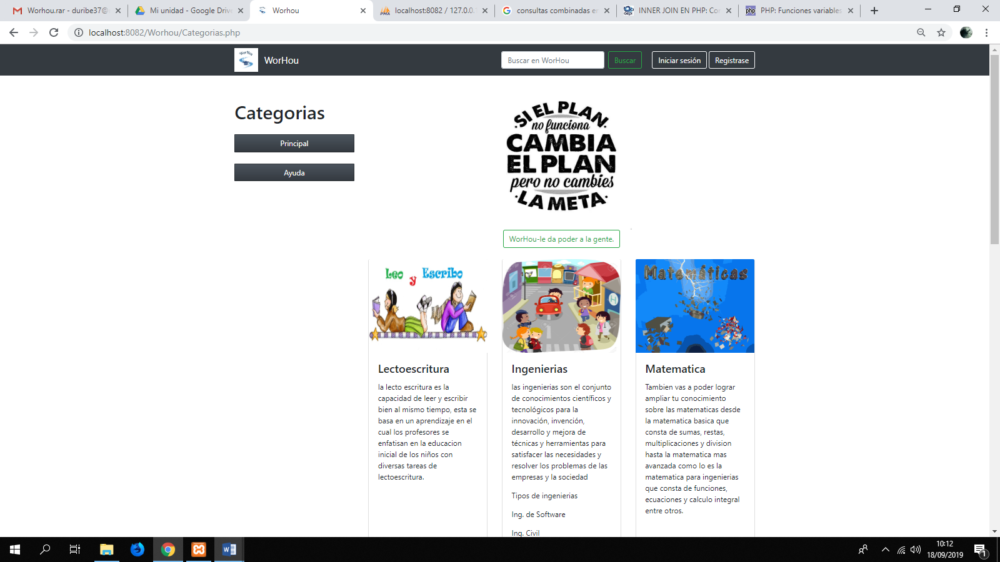 Worhou.rar - duribe37@
Mi unidad - Google Drive
Worhou
localhost:8082 / 127.0.0.
consultas combinadas en
INNER JOIN EN PHP: Con
PHP: Funciones variables
localhost:8082/Worhou/Categorias.php
WorHou
Buscar en WorHou
Buscar
Iniciar sesión
Registrase
Categorias
Principal
Ayuda
SI EL PLAN
no funciona
CAMBIA
EL PLAN
pero no cambies
LA META
WorHou-le da poder a la gente.
Leo y Escribo
Matemáticas
Lectoescritura
la lecto escritura es la
capacidad de leer y escribir
bien al mismo tiempo, esta se
basa en un aprendizaje en el
cual los profesores se
enfatisan en la educacion
inicial de los niños con
diversas tareas de
lectoescritura.
Ingenierias
las ingenierias son el conjunto
de conocimientos científicos y
tecnológicos para la
innovación, invención,
desarrollo y mejora de
técnicas y herramientas para
satisfacer las necesidades y
resolver los problemas de las
empresas y la sociedad
Tipos de ingenierias
Ing. de Software
Ing. Civil
Matematica
Tambien vas a poder lograr
ampliar tu conocimiento
sobre las matematicas desde
la matematica basica que
consta de sumas, restas,
multiplicaciones y division
hasta la matematica mas
avanzada como lo es la
matematica para ingenierias
que consta de funciones,
ecuaciones y calculo integral
entre otros.
10:12
18/09/2019
1